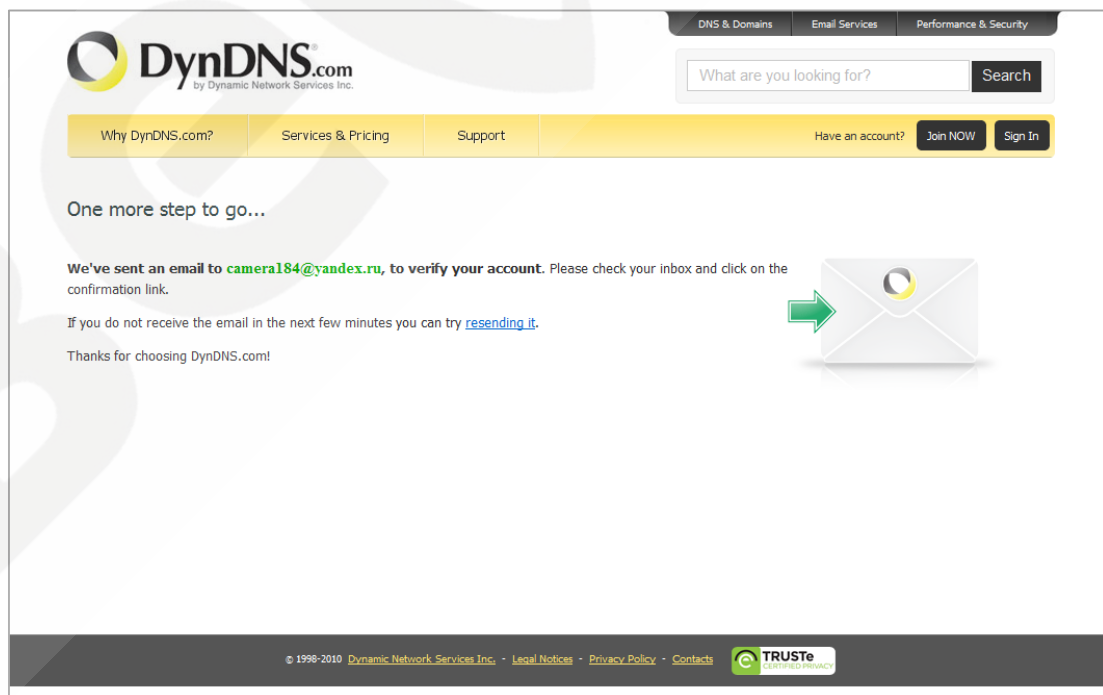 DNS & Domains Email Services Performance & Security
DynDNS.com
by Dynamic Network Services Inc.
What are you looking for? Search
Why DynDNS.com? Services & Pricing Support Have an account? Join NOW Sign In
One more step to go...
We've sent an email to camera184@yandex.ru, to verify your account. Please check your inbox and click on the
confirmation link.
If you do not receive the email in the next few minutes you can try resending it.
Thanks for choosing DynDNS.com!
© 1998-2010 Dynamic Network Services Inc. - Legal Notices - Privacy Policy - Contacts
TRUSTe
CERTIFIED PRIVACY